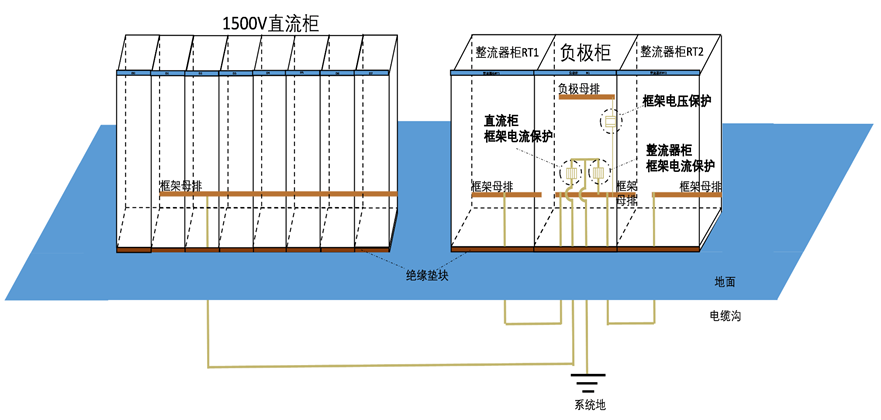 1500V直流柜
整流器柜RT1
负极柜
整流器柜RT2
负极母排
框架电压保护
直流柜
框架电流保护
整流器柜
框架电流保护
框架母排
框架母排
框架
母排
框架母排
绝缘垫块
地面
电缆沟
系统地